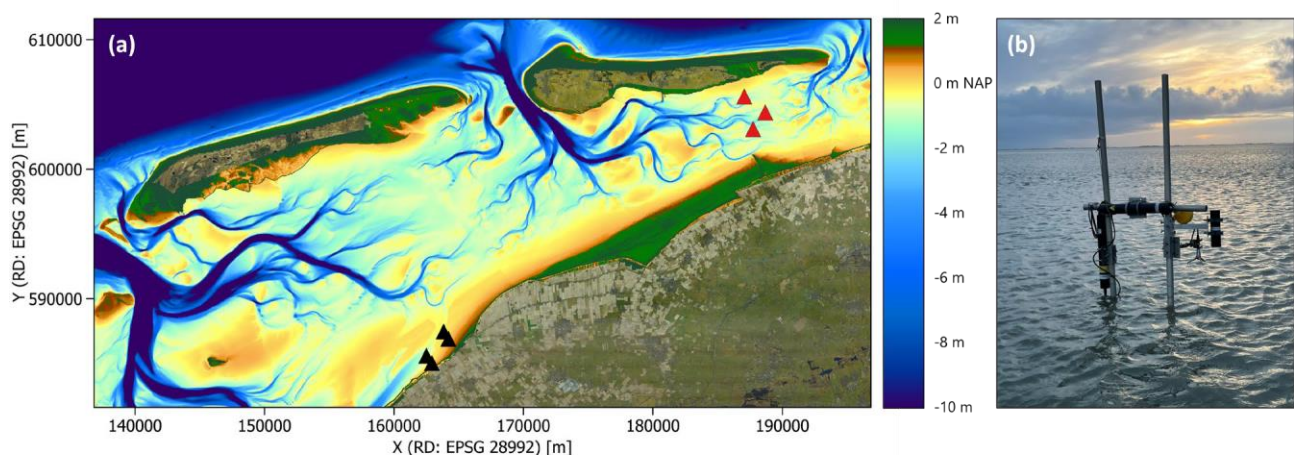 (a)
610000
600000
590000
Y (RD: EPSG 28992) [m]
140000
150000
160000
170000
180000
190000
X (RD: EPSG 28992) [m]
2 m
0 m NAP
-2 m
-4 m
-6 m
-8 m
-10 m
(b)